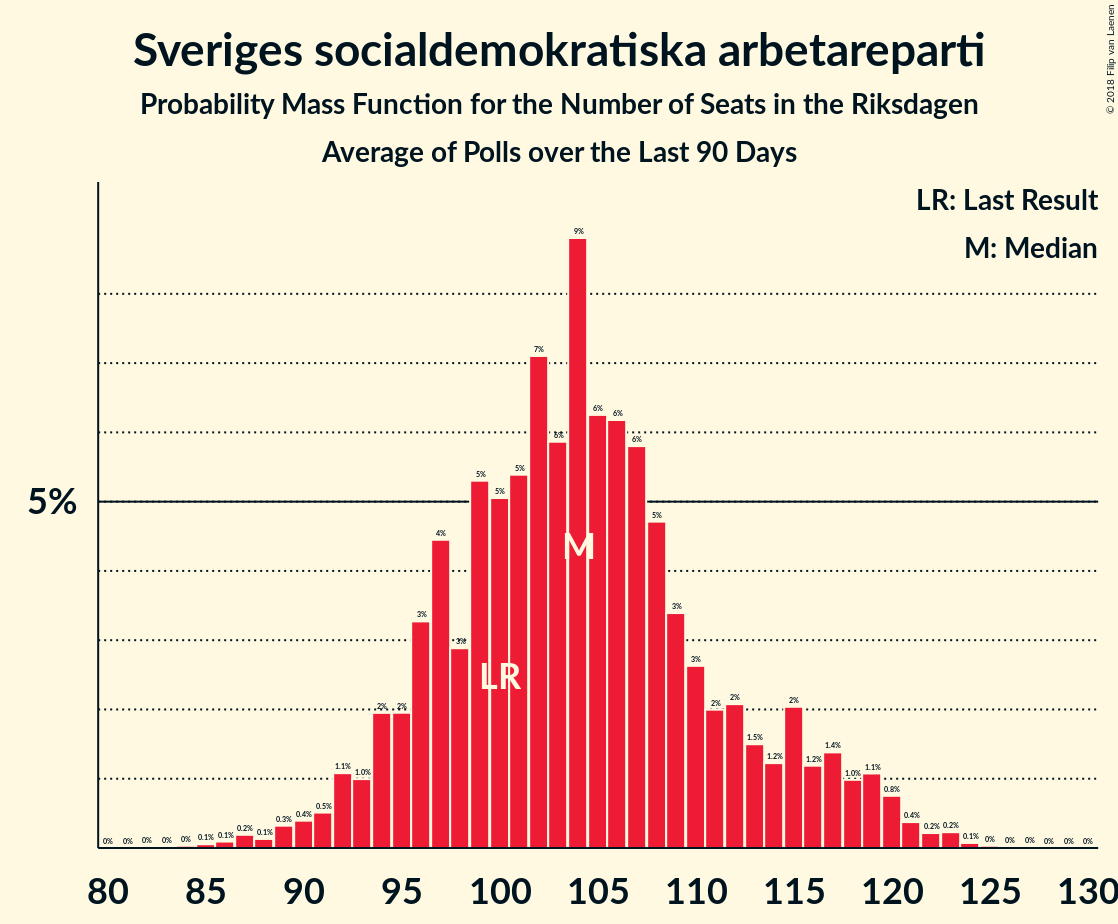 Sveriges socialdemokratiska arbetareparti
Probability Mass Function for the Number of Seats in the Riksdagen
Average of Polls over the Last 90 Days
© 2018 Filip van Laenen
LR: Last Result
M: Median
5%
0% 0% 0% 0% 0% 0.1% 0.1% 0.2% 0.1% 0.3% 0.4% 0.5% 1.1% 1.0% 2% 2% 3% 4% 3% 5% 5% 5% 7% 6% 9% 6% 6% 6% 5% 3% 3% 2% 2% 1.5% 1.2% 2% 1.2% 1.4% 1.0% 1.1% 0.8% 0.4% 0.2% 0.2% 0.1% 0% 0% 0% 0% 0% 0%
M
LR
80 85 90 95 100 105 110 115 120 125 130